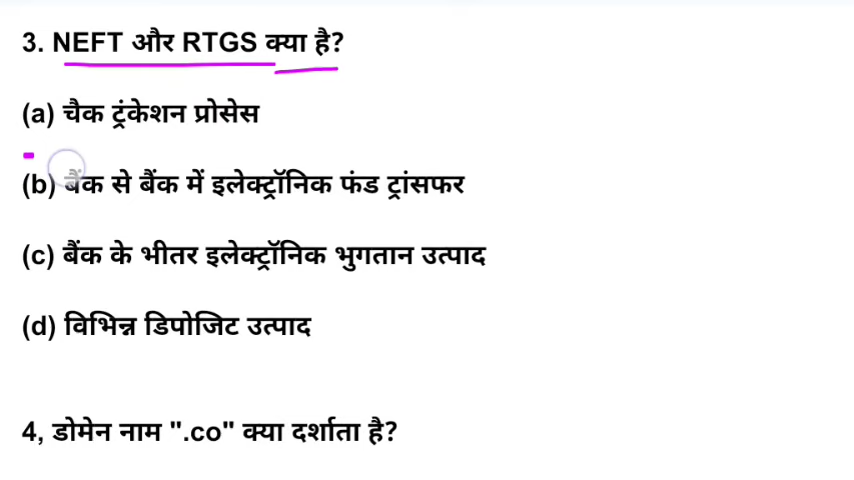 3. NEFT और RTGS क्या है?
(a) चैक ट्रंकेशन प्रोसेस
(b) बैंक से बैंक में इलेक्ट्रॉनिक फंड ट्रांसफर
(c) बैंक के भीतर इलेक्ट्रॉनिक भुगतान उत्पाद
(d) विभिन्न डिपोजिट उत्पाद
4, डोमेन नाम ".co" क्या दर्शाता है?